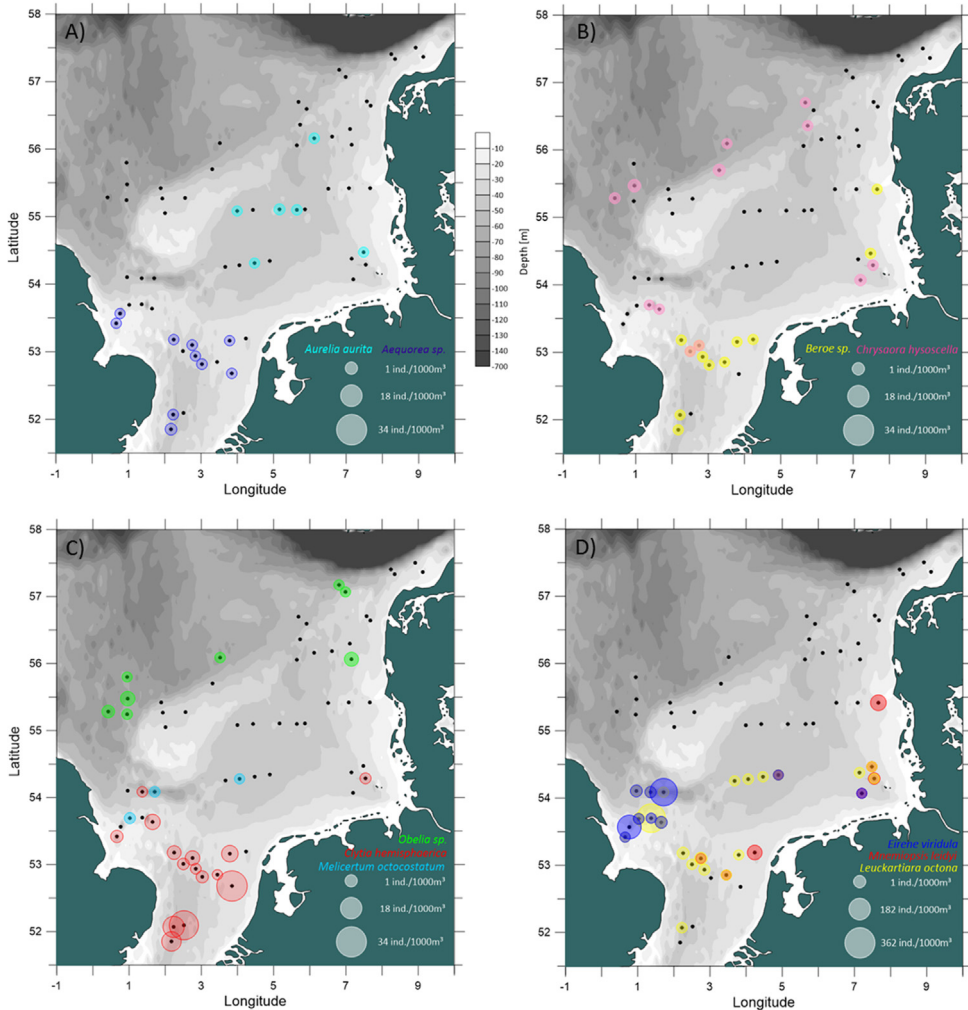 A)
58
57
56
55
54
53
52
Latitude
-1
1
3
5
7
9
Longitude
Aurelia aurita
Aequorea sp.
1 ind./1000m³
18 ind./1000m³
34 ind./1000m³
-10
-20
-30
-40
-50
-60
-70
-80
-90
-100
-110
-120
-130
-140
-700
Depth [m]
B)
58
57
56
55
54
53
52
-1
1
3
5
7
9
Longitude
Beroe sp.
Chrysaora hysoscella
1 ind./1000m³
18 ind./1000m³
34 ind./1000m³
C)
58
57
56
55
54
53
52
Latitude
-1
1
3
5
7
9
Longitude
Obelia sp.
Clytia hemisphaerica
Melicertum octocostatum
1 ind./1000m³
18 ind./1000m³
34 ind./1000m³
D)
58
57
56
55
54
53
52
-1
1
3
5
7
9
Longitude
Eirehe viridula
Leuckartiara octona
1 ind./1000m³
182 ind./1000m³
362 ind./1000m³